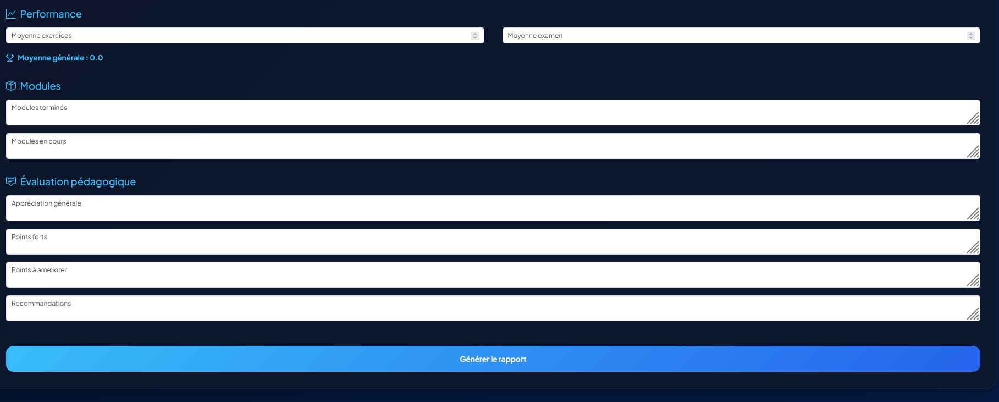 Performance
Moyenne exercices
Moyenne examen
Moyenne générale : 0.0
Modules
Modules terminés
Modules en cours
Évaluation pédagogique
Appréciation générale
Points forts
Points à améliorer
Recommandations
Générer le rapport